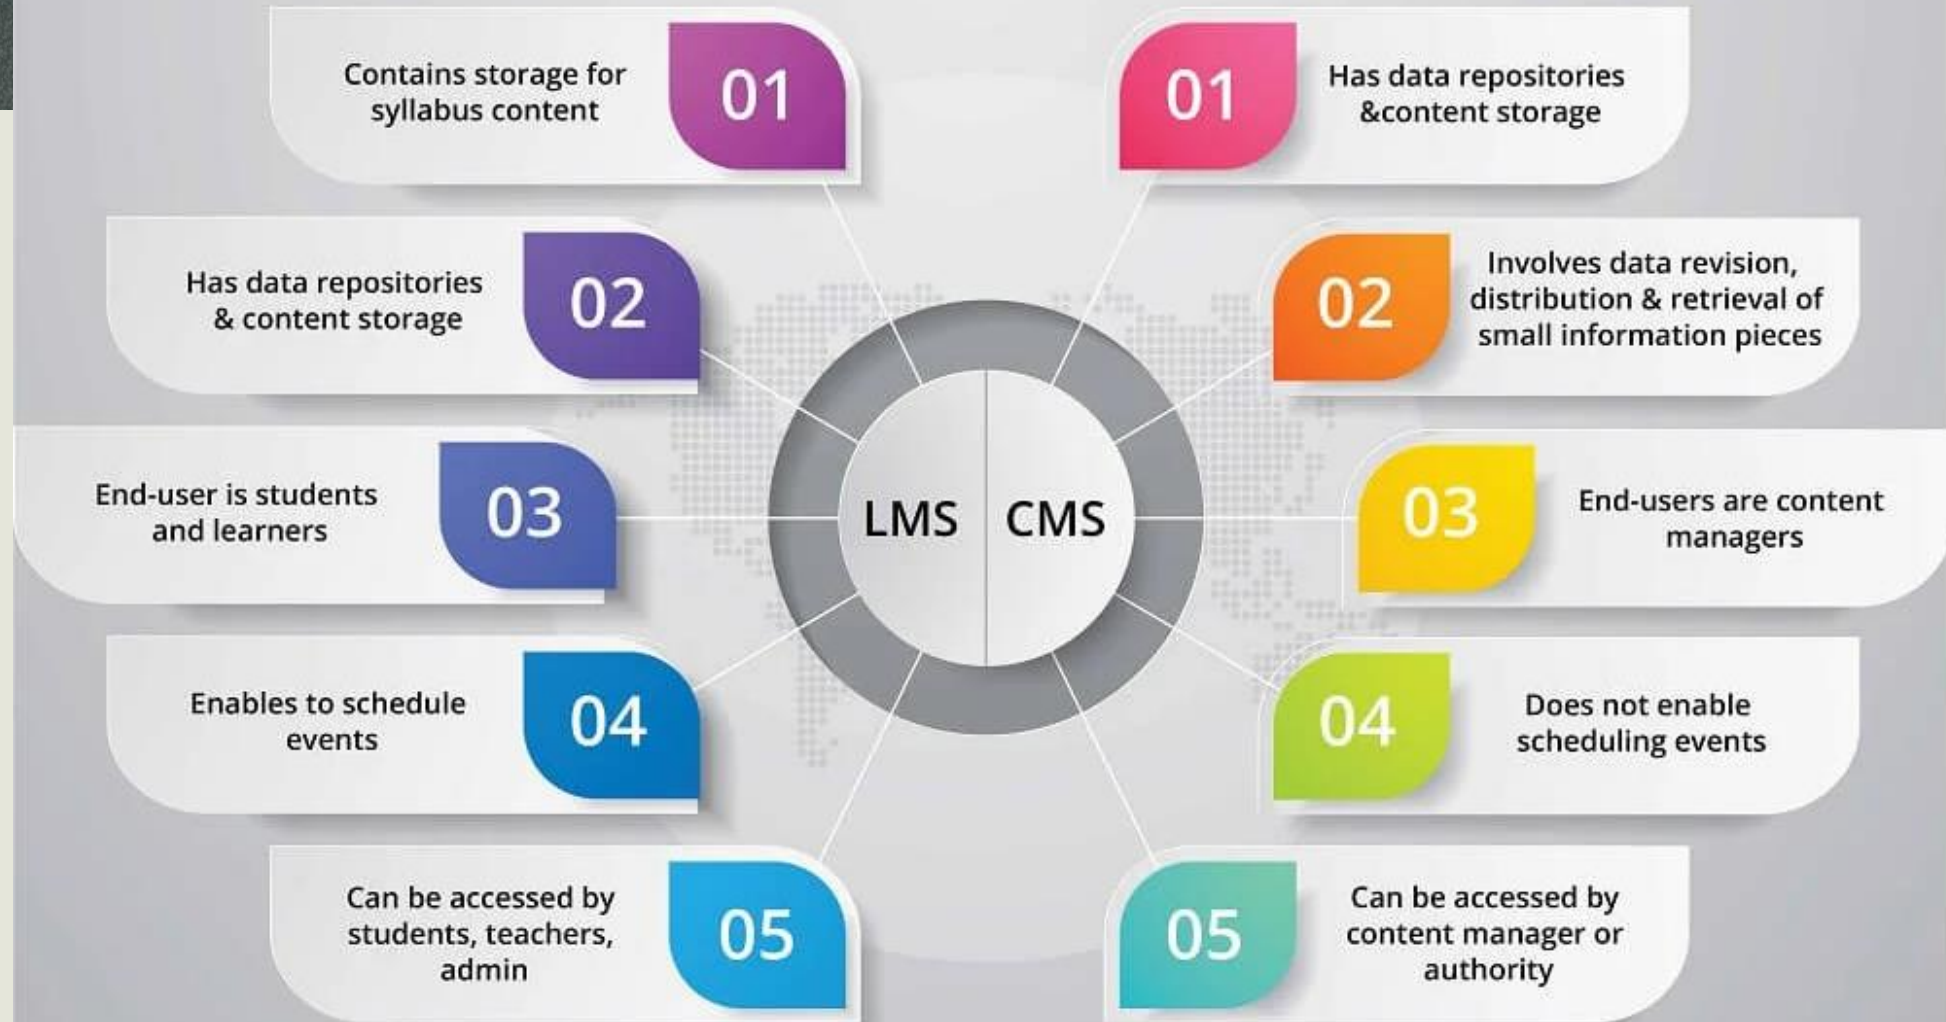 Contains storage for
syllabus content
01
Has data repositories
& content storage
02
End-user is students
and learners
03
Enables to schedule
events
04
Can be accessed by
students, teachers,
admin
05
LMS
CMS
01
Has data repositories
&content storage
02
Involves data revision,
distribution & retrieval of
small information pieces
03
End-users are content
managers
04
Does not enable
scheduling events
05
Can be accessed by
content manager or
authority